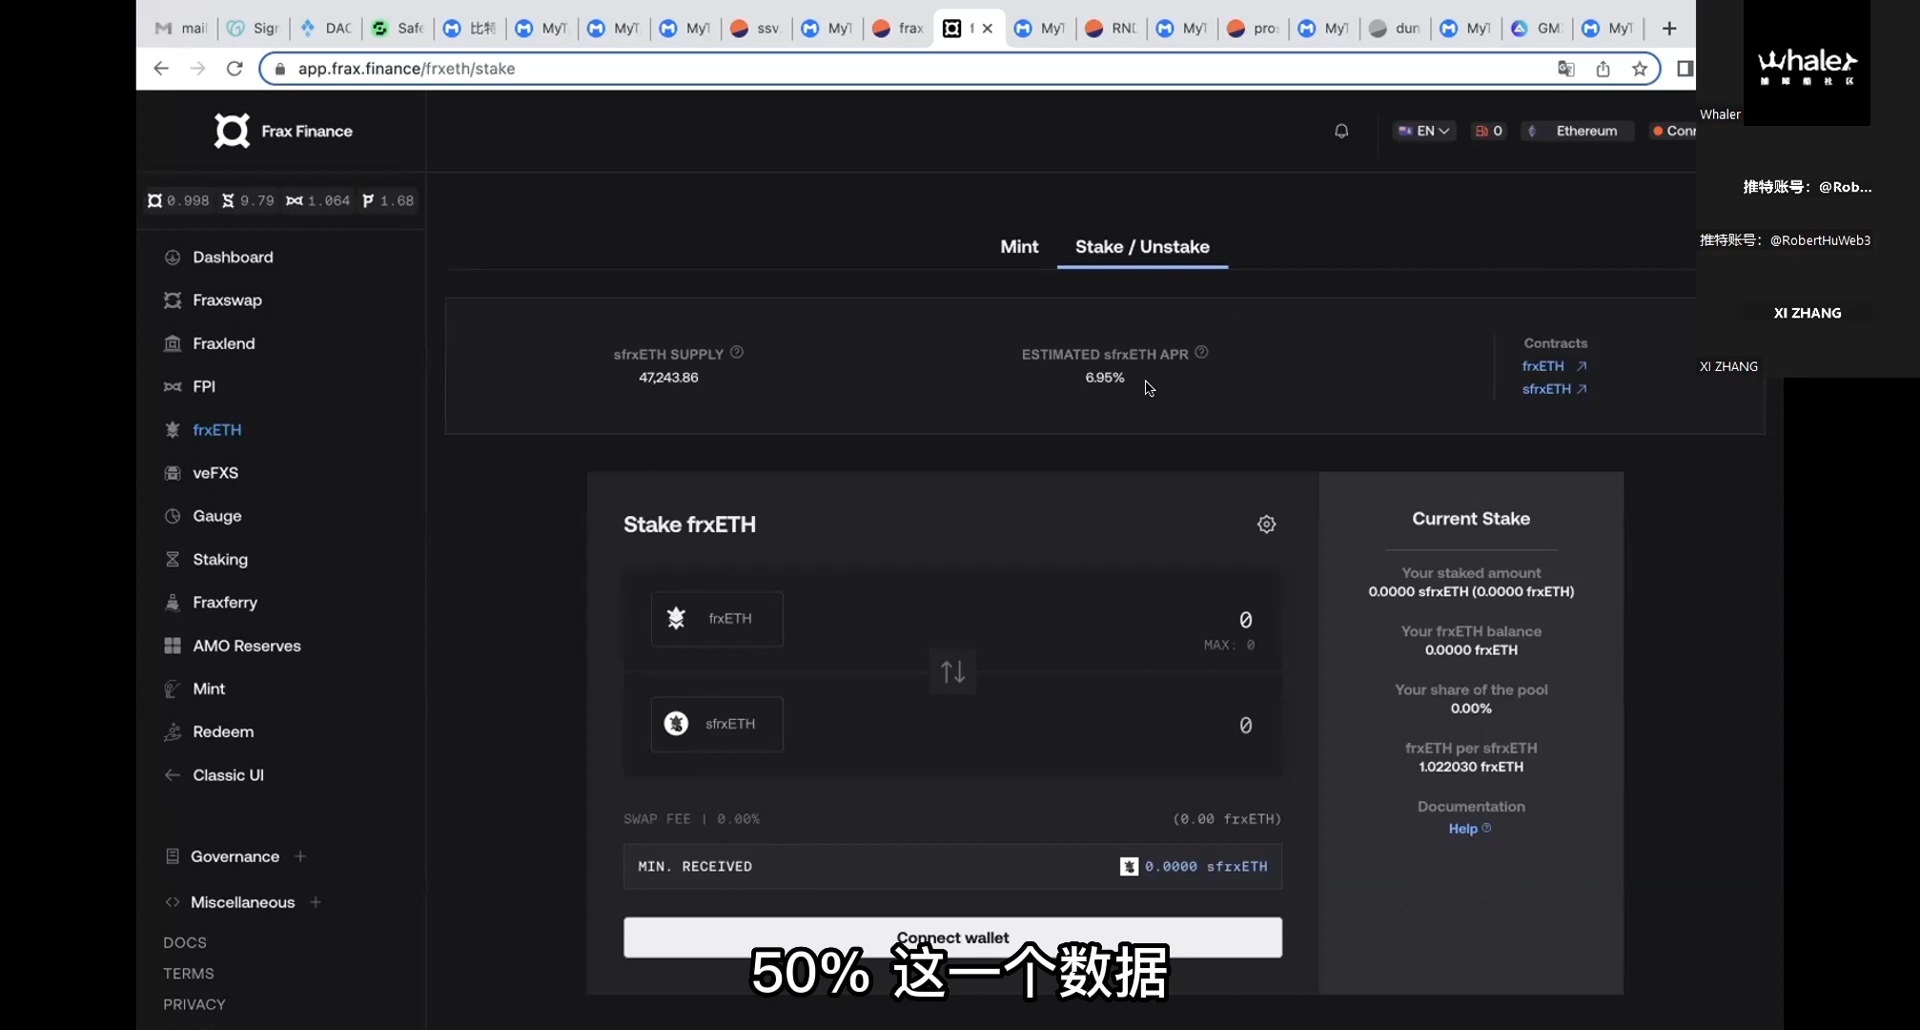 mail
Sign
DAO
Safe
比特
MyT
MyT
MyT
ssv
MyT
frax
f
MyT
RND
MyT
pro
MyT
dun
MyT
GM
MyT
app.frax.finance/frxeth/stake
Whaler
Whaler
推特账号：@Rob...
推特账号：@RobertHuWeb3
XI ZHANG
XI ZHANG
Frax Finance
EN
0
Ethereum
Conn
0.998 9.79 1.064 1.68
Dashboard
Fraxswap
Fraxlend
FPI
frxETH
veFXS
Gauge
Staking
Fraxferry
AMO Reserves
Mint
Redeem
Classic UI
Governance +
Miscellaneous +
DOCS
TERMS
PRIVACY
Mint Stake / Unstake
sfrxETH SUPPLY
47,243.86
ESTIMATED sfrxETH APR
6.95%
Contracts
frxETH
sfrxETH
Stake frxETH
frxETH 0
MAX: 0
sfrxETH 0
SWAP FEE | 0.00% (0.00 frxETH)
MIN. RECEIVED 0.0000 sfrxETH
Connect wallet
Current Stake
Your staked amount
0.0000 sfrxETH (0.0000 frxETH)
Your frxETH balance
0.0000 frxETH
Your share of the pool
0.00%
frxETH per sfrxETH
1.022030 frxETH
Documentation
Help
50% 这一个数据